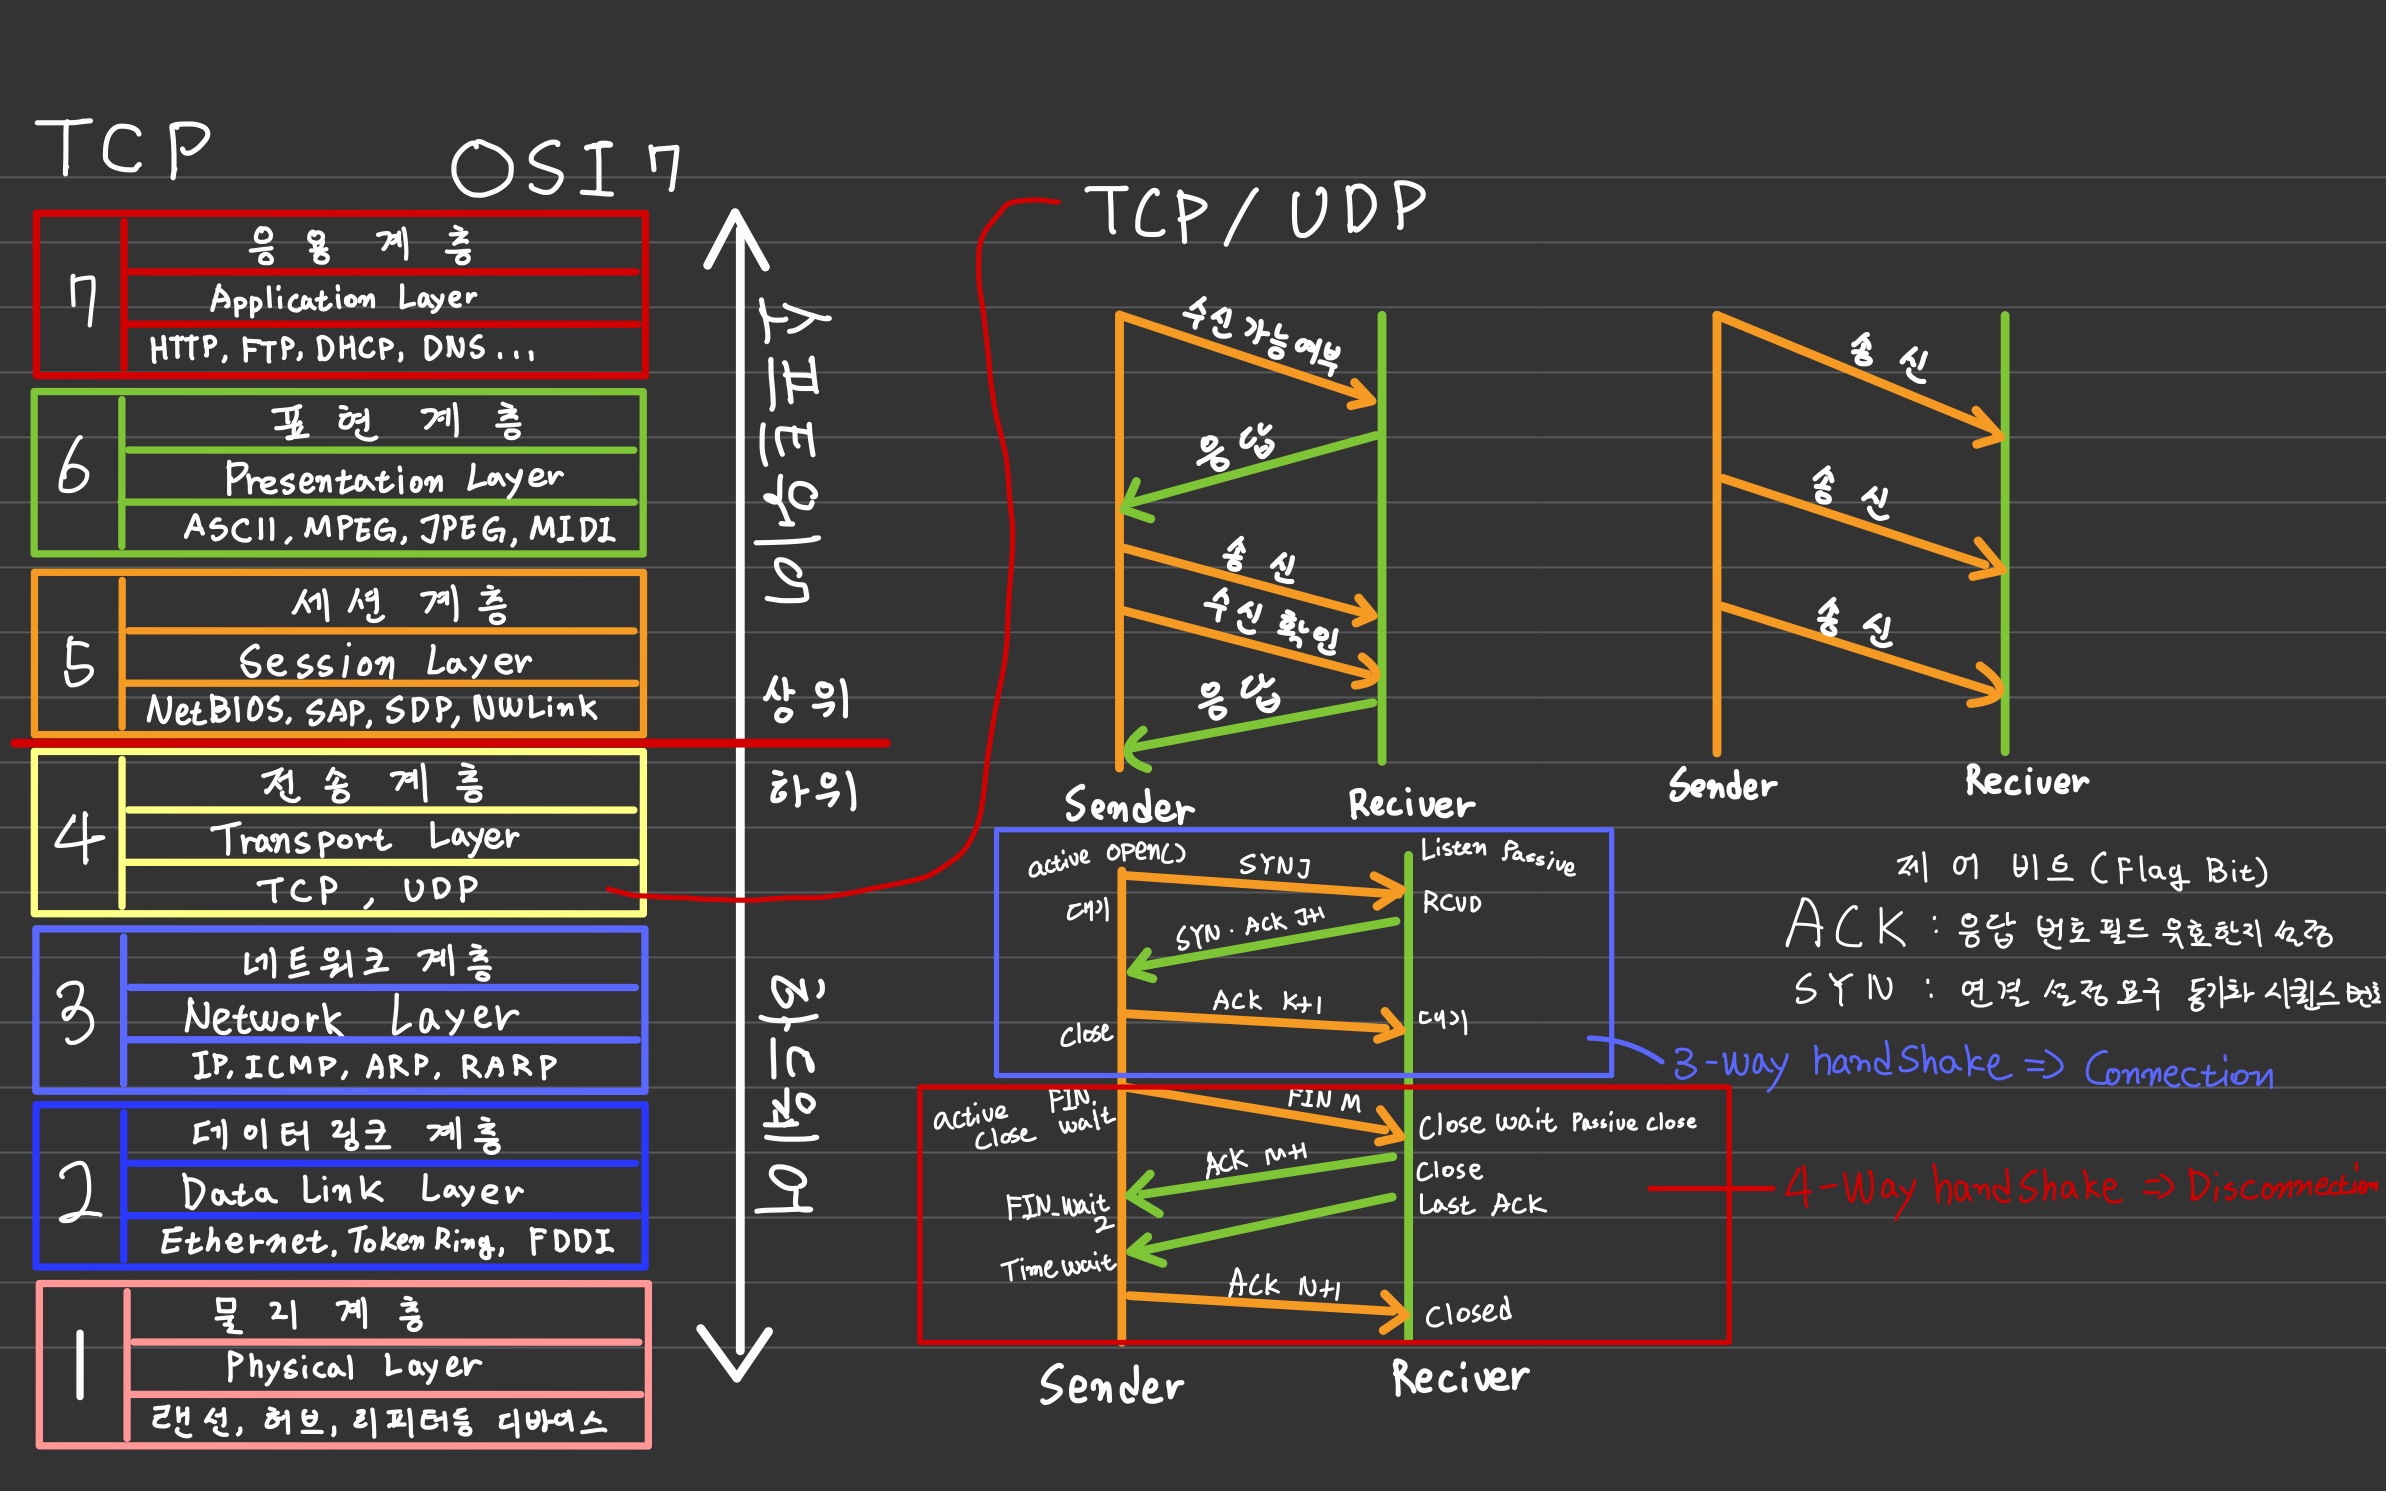 TCP
OSI 7
7
응용 계층
Application Layer
HTTP, FTP, DHCP, DNS ...
6
표현 계층
Presentation Layer
ASCII, MPEG, JPEG, MIDI
5
세션 계층
Session Layer
NetBIOS, SAP, SDP, NWLink
4
전송 계층
Transport Layer
TCP, UDP
3
네트워크 계층
Network Layer
IP, ICMP, ARP, RARP
2
데이터 링크 계층
Data Link Layer
Ethernet, Token Ring, FDDI
1
물리 계층
Physical Layer
랜선, 허브, 리피터등 디바이스
소프트웨어
상위
하위
하드웨어
TCP / UDP
수신 가능여부
응답
송신
수신 확인
응답
Sender
Reciver
송신
송신
송신
Sender
Reciver
active open()
SYN J
Listen Passive
대기
RCVD
SYN · ACK J+1
ACK K+1
Close
대기
제어 비트 (Flag Bit)
ACK : 응답 번호 필드 유효한지 설정
SYN : 연결 설정 요구 동기화 시퀀스 번호
3-way handshake => Connection
active close
FIN. wait
FIN M
Close wait Passive close
ACK M+1
Close
FIN_wait 2
Last ACK
Time wait
ACK N+1
Closed
4-Way handshake => Disconnection
Sender
Reciver